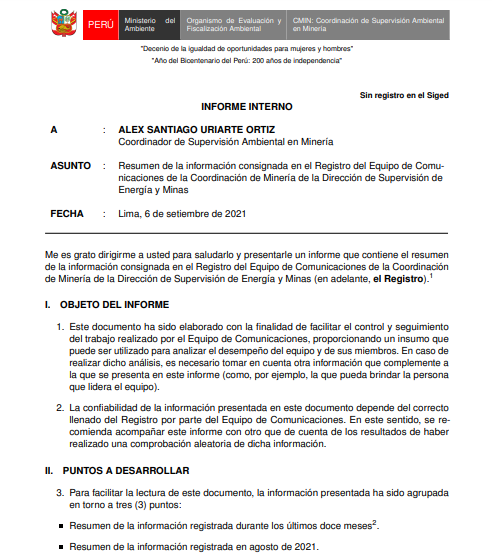 PERÚ
Ministerio del
Ambiente
Organismo de Evaluación y
Fiscalización Ambiental
CMIN: Coordinación de Supervisión Ambiental
en Minería
"Decenio de la igualdad de oportunidades para mujeres y hombres"
"Año del Bicentenario del Perú: 200 años de independencia"
Sin registro en el Siged
INFORME INTERNO
A : ALEX SANTIAGO URIARTE ORTIZ
Coordinador de Supervisión Ambiental en Minería
ASUNTO : Resumen de la información consignada en el Registro del Equipo de Comu-
nicaciones de la Coordinación de Minería de la Dirección de Supervisión de
Energía y Minas
FECHA : Lima, 6 de setiembre de 2021
Me es grato dirigirme a usted para saludarlo y presentarle un informe que contiene el resumen
de la información consignada en el Registro del Equipo de Comunicaciones de la Coordinación
de Minería de la Dirección de Supervisión de Energía y Minas (en adelante, el Registro).1
I. OBJETO DEL INFORME
1. Este documento ha sido elaborado con la finalidad de facilitar el control y seguimiento
del trabajo realizado por el Equipo de Comunicaciones, proporcionando un insumo que
puede ser utilizado para analizar el desempeño del equipo y de sus miembros. En caso de
realizar dicho análisis, es necesario tomar en cuenta otra información que complemente a
la que se presenta en este informe (como, por ejemplo, la que pueda brindar la persona
que lidera el equipo).
2. La confiabilidad de la información presentada en este documento depende del correcto
llenado del Registro por parte del Equipo de Comunicaciones. En este sentido, se re-
comienda acompañar este informe con otro que de cuenta de los resultados de haber
realizado una comprobación aleatoria de dicha información.
II. PUNTOS A DESARROLLAR
3. Para facilitar la lectura de este documento, la información presentada ha sido agrupada
en torno a tres (3) puntos:
▪ Resumen de la información registrada durante los últimos doce meses2.
▪ Resumen de la información registrada en agosto de 2021.